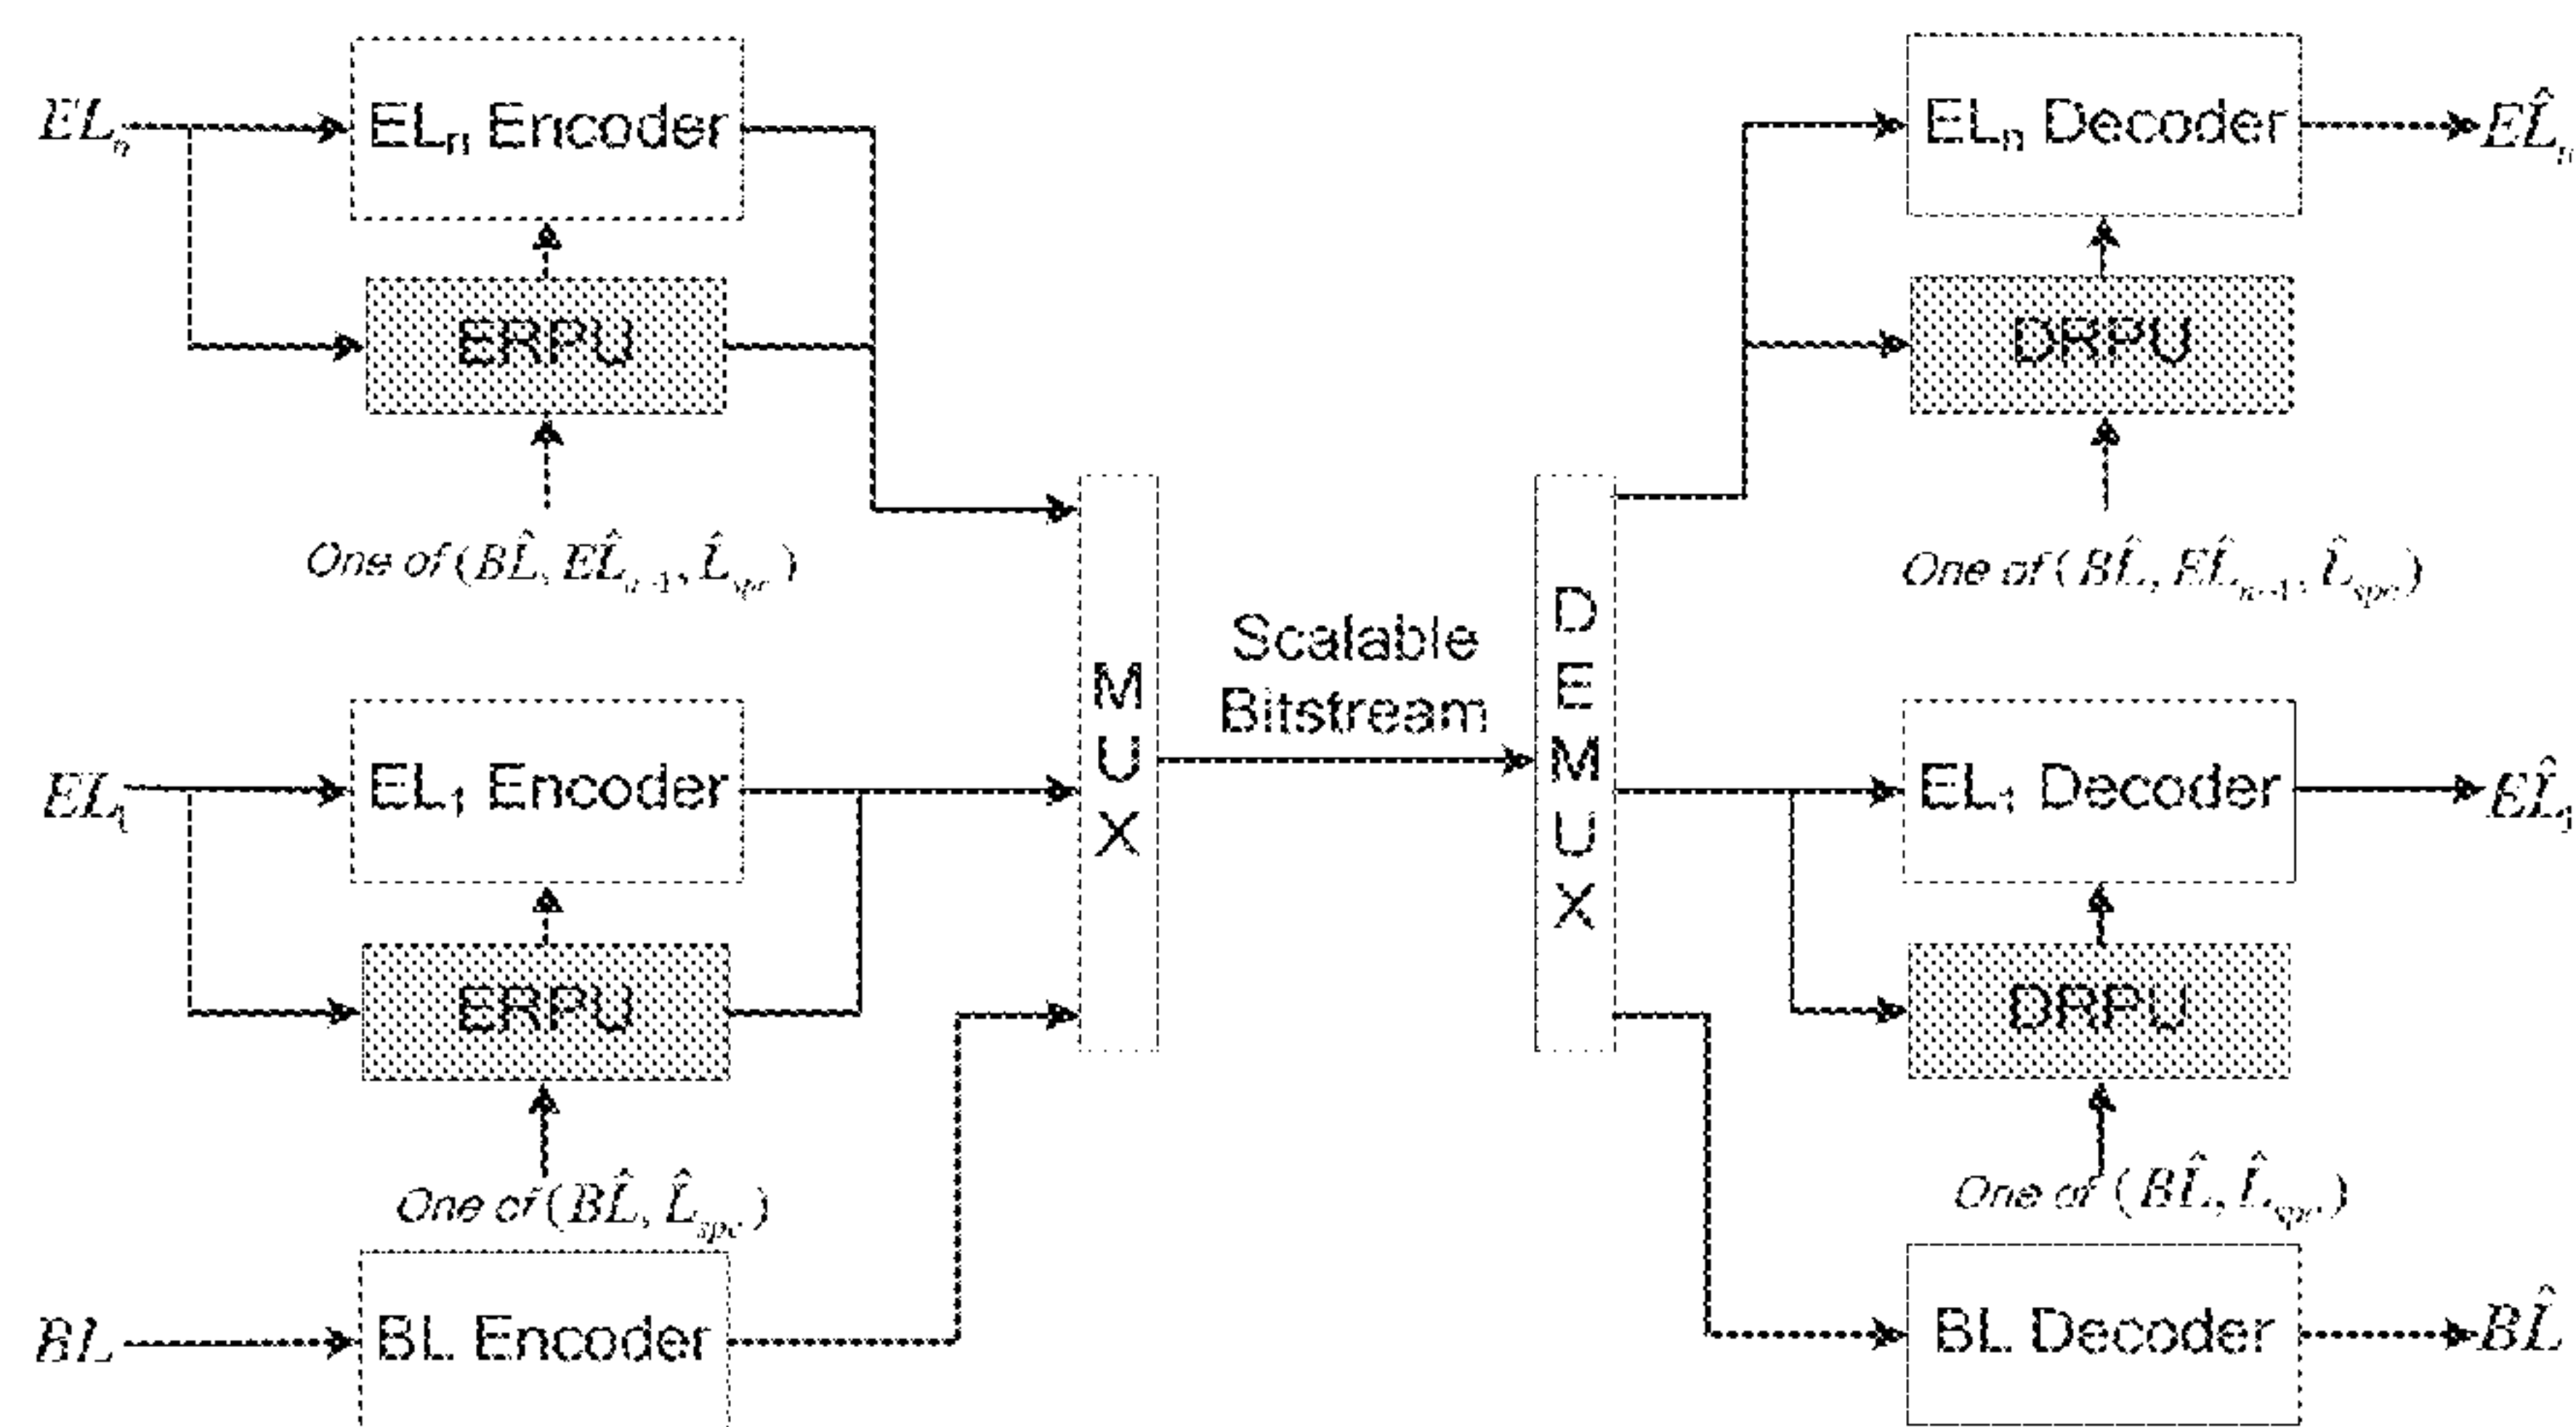 ELₙ
ELₙ Encoder
ERPU
One of (BL̂, EL̂ₙ₋₁, L̂spc)
EL₁
EL₁ Encoder
ERPU
One of (BL̂, L̂spc)
BL
BL Encoder
MUX
Scalable
Bitstream
DEMUX
ELₙ Decoder
EL̂ₙ
DRPU
One of (BL̂, EL̂ₙ₋₁, L̂spc)
EL₁ Decoder
EL̂₁
DRPU
One of (BL̂, L̂spc)
BL Decoder
BL̂